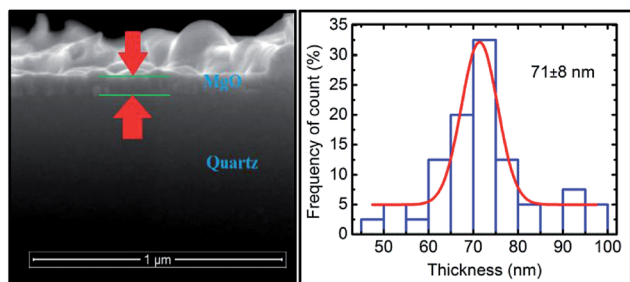 MgO
Quartz
1 µm
Frequency of count (%)
35
30
25
20
15
10
5
0
71±8 nm
50 60 70 80 90 100
Thickness (nm)